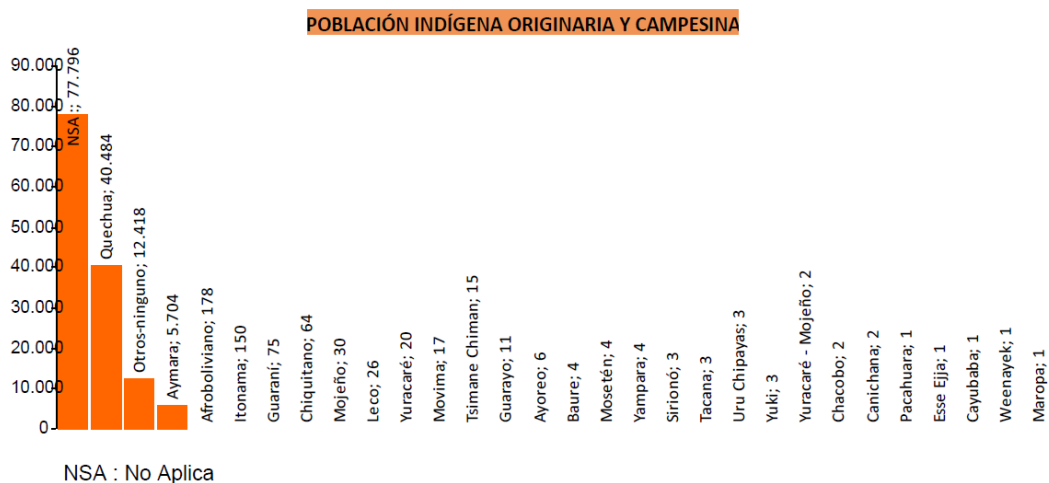 POBLACIÓN INDÍGENA ORIGINARIA Y CAMPESINA
90.000
80.000
70.000
60.000
50.000
40.000
30.000
20.000
10.000
0
NSA :; 77.796
Quechua; 40.484
Otros-ninguno; 12.418
Aymara; 5.704
Afroboliviano; 178
Itonama; 150
Guaraní; 75
Chiquitano; 64
Mojeño; 30
Leco; 26
Yuracaré; 20
Movima; 17
Tsimane Chiman; 15
Guarayo; 11
Ayoreo; 6
Baure; 4
Mosetén; 4
Yampara; 4
Sirionó; 3
Tacana; 3
Uru Chipayas; 3
Yuki; 3
Yuracaré - Mojeño; 2
Chacobo; 2
Canichana; 2
Pacahuara; 1
Esse Ejja; 1
Cayubaba; 1
Weenayek; 1
Maropa; 1
NSA : No Aplica